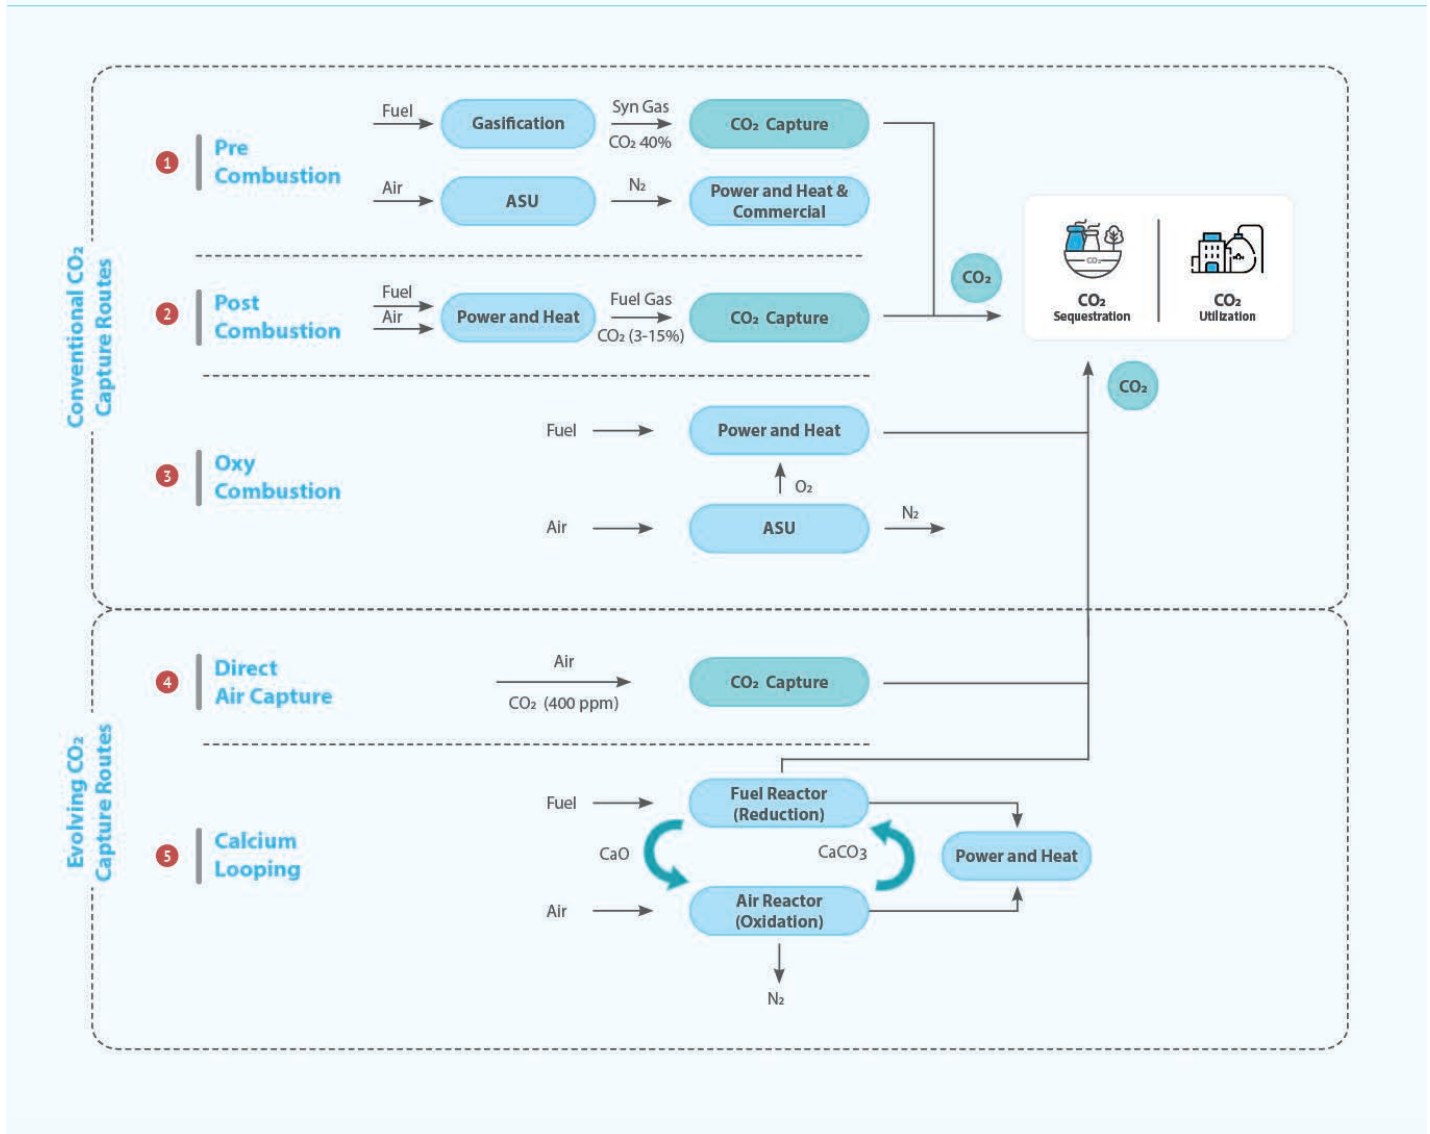 Conventional CO₂
Capture Routes
1
Pre
Combustion
Fuel
Gasification
Syn Gas
CO₂ 40%
CO₂ Capture
Air
ASU
N₂
Power and Heat &
Commercial
2
Post
Combustion
Fuel
Air
Power and Heat
Fuel Gas
CO₂ (3-15%)
CO₂ Capture
CO₂
CO₂
CO₂
Sequestration
CO₂
Utilization
CO₂
3
Oxy
Combustion
Fuel
Power and Heat
O₂
Air
ASU
N₂
Evolving CO₂
Capture Routes
4
Direct
Air Capture
Air
CO₂ (400 ppm)
CO₂ Capture
5
Calcium
Looping
Fuel
Fuel Reactor
(Reduction)
CaO
CaCO₃
Power and Heat
Air
Air Reactor
(Oxidation)
N₂